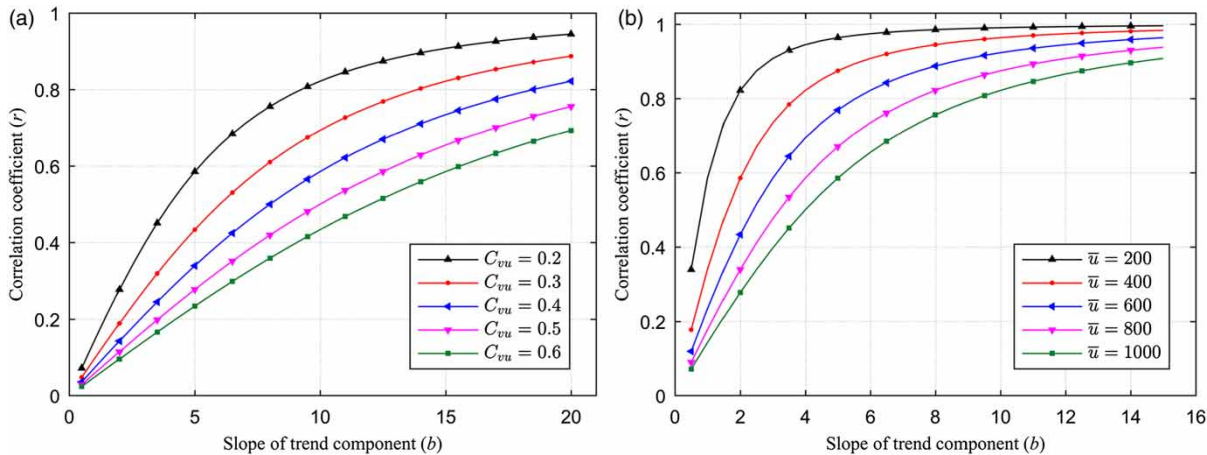 (a)
Correlation coefficient (r)
1
0.8
0.6
0.4
0.2
0
C_vu = 0.2
C_vu = 0.3
C_vu = 0.4
C_vu = 0.5
C_vu = 0.6
0 5 10 15 20
Slope of trend component (b)
(b)
Correlation coefficient (r)
1
0.8
0.6
0.4
0.2
0
u̅ = 200
u̅ = 400
u̅ = 600
u̅ = 800
u̅ = 1000
0 2 4 6 8 10 12 14 16
Slope of trend component (b)